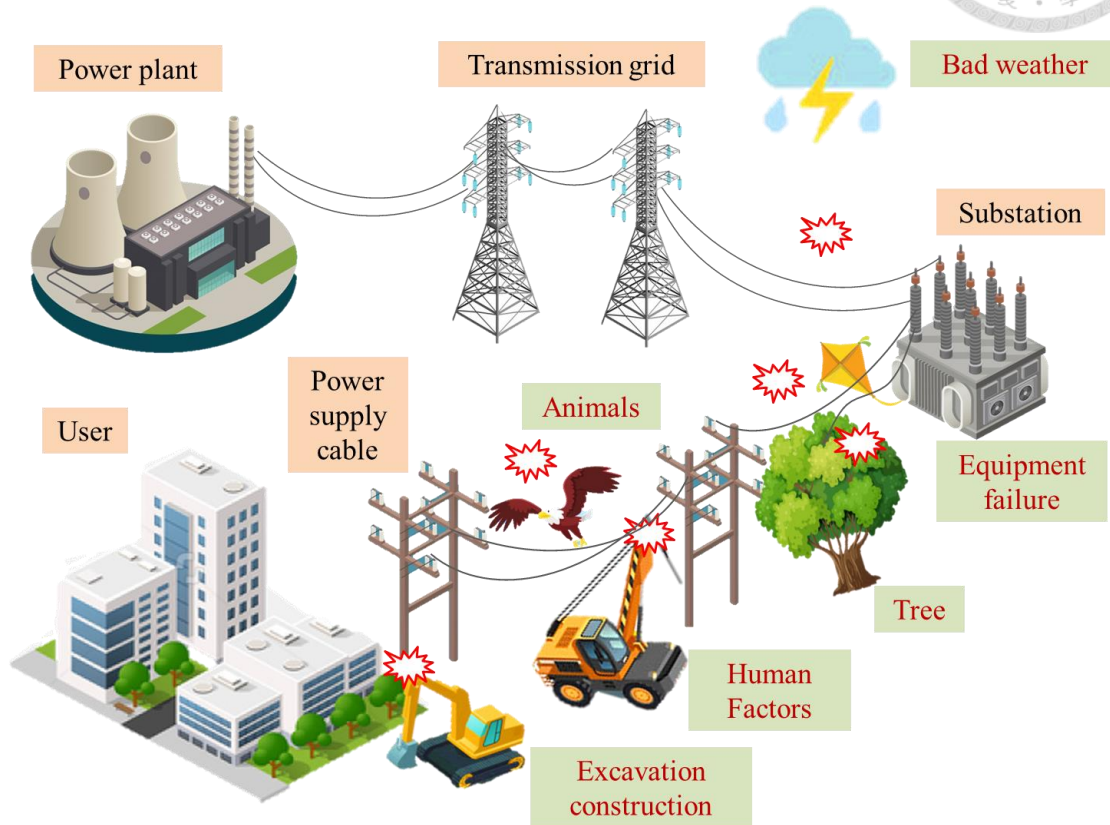 Power plant
Transmission grid
Bad weather
Substation
Power
supply
cable
Animals
User
Equipment
failure
Tree
Human
Factors
Excavation
construction